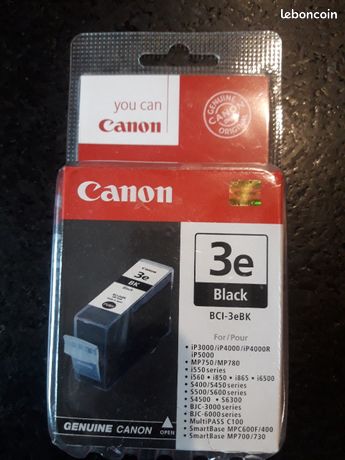 leboncoin
you can
Canon
GENUINE
CANON
ORIGINAL
Canon
3e
BK
Black
3e
Black
BCI-3eBK
For/Pour
• iP3000/iP4000/iP4000R
iP5000
• MP750/MP780
• i550 series
• i560 • i850 • i865 • i6500
• S400/S450 series
• S500/S600 series
• S4500 • S6300
• BJC-3000 series
• BJC-6000 series
• MultiPASS C100
• SmartBase MPC600F/400
• SmartBase MP700/730
GENUINE CANON
OPEN